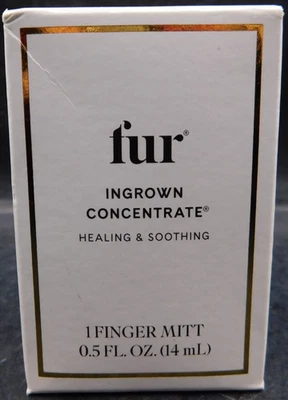 fur®
INGROWN
CONCENTRATE®
HEALING & SOOTHING
1 FINGER MITT
0.5 FL. OZ. (14 mL)